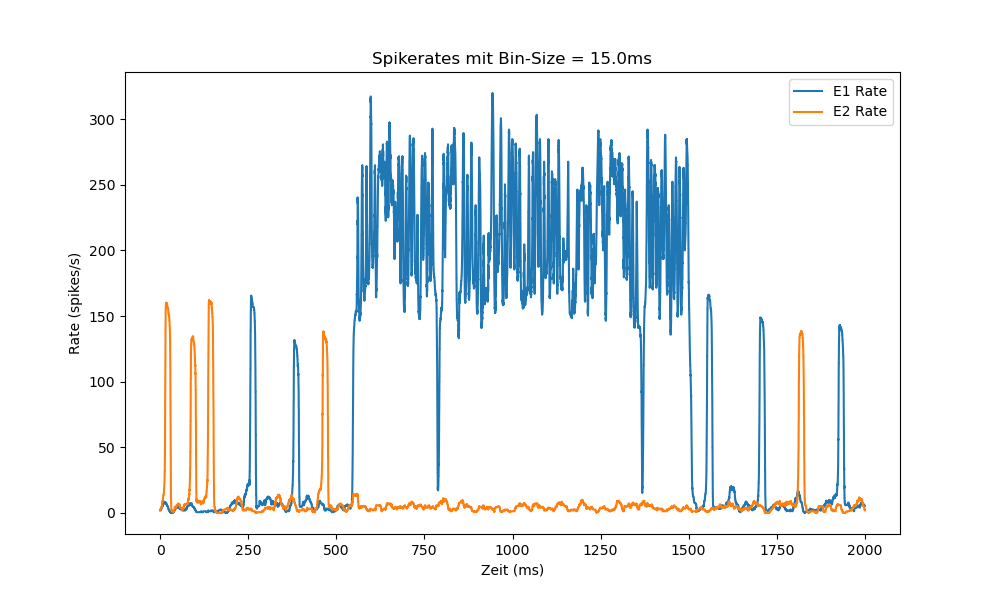 Spikerates mit Bin-Size = 15.0ms
E1 Rate
E2 Rate
Rate (spikes/s)
300
250
200
150
100
50
0
0 250 500 750 1000 1250 1500 1750 2000
Zeit (ms)